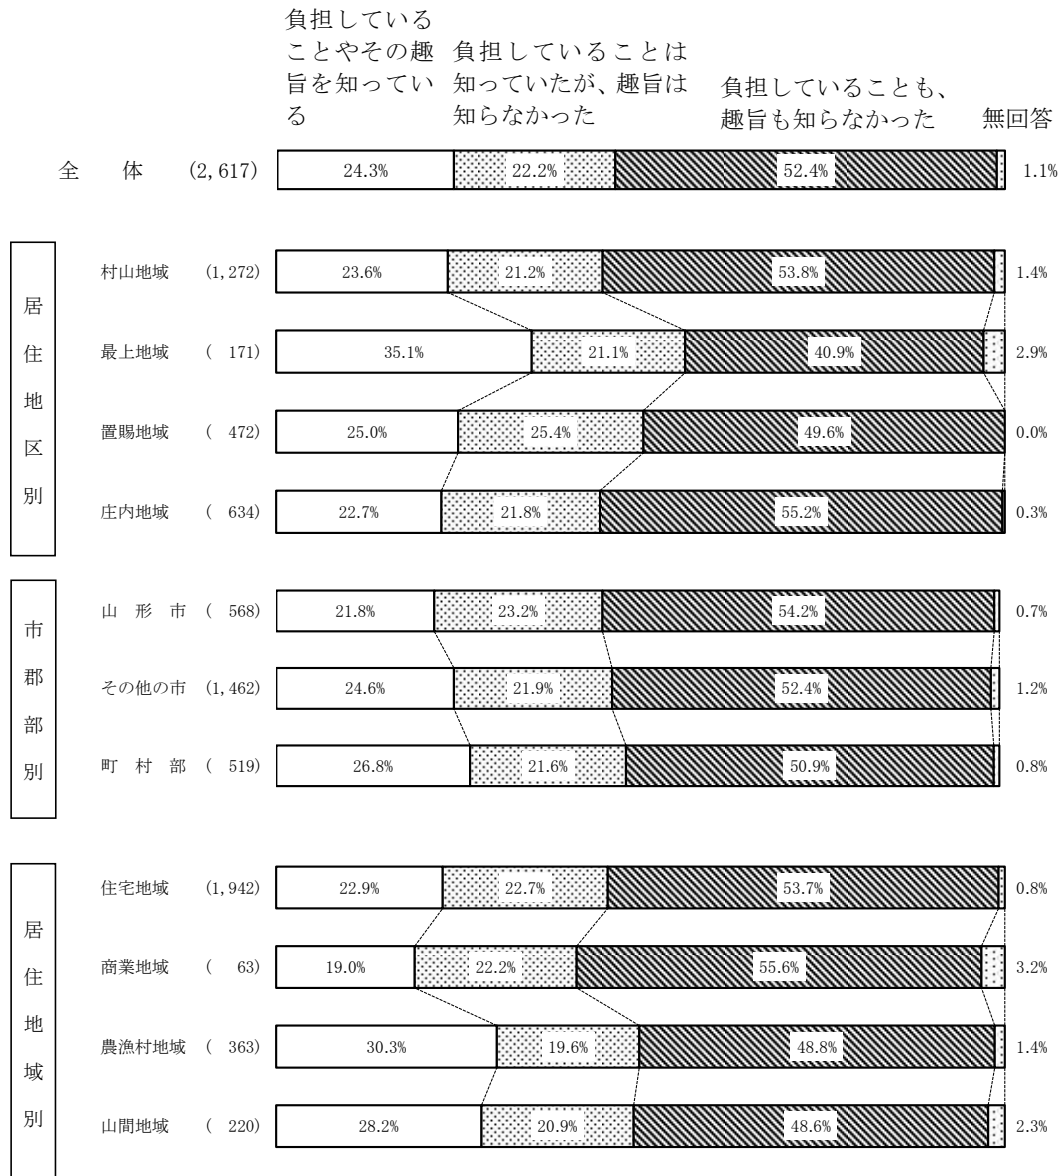 負担している
ことやその趣
旨を知ってい
る
負担していることは
知っていたが、趣旨は
知らなかった
負担していることも、
趣旨も知らなかった
無回答
全 体 (2,617) 24.3% 22.2% 52.4% 1.1%
居住地区別
村山地域 (1,272) 23.6% 21.2% 53.8% 1.4%
最上地域 ( 171) 35.1% 21.1% 40.9% 2.9%
置賜地域 ( 472) 25.0% 25.4% 49.6% 0.0%
庄内地域 ( 634) 22.7% 21.8% 55.2% 0.3%
市郡部別
山 形 市 ( 568) 21.8% 23.2% 54.2% 0.7%
その他の市 (1,462) 24.6% 21.9% 52.4% 1.2%
町 村 部 ( 519) 26.8% 21.6% 50.9% 0.8%
居住地域別
住宅地域 (1,942) 22.9% 22.7% 53.7% 0.8%
商業地域 ( 63) 19.0% 22.2% 55.6% 3.2%
農漁村地域 ( 363) 30.3% 19.6% 48.8% 1.4%
山間地域 ( 220) 28.2% 20.9% 48.6% 2.3%